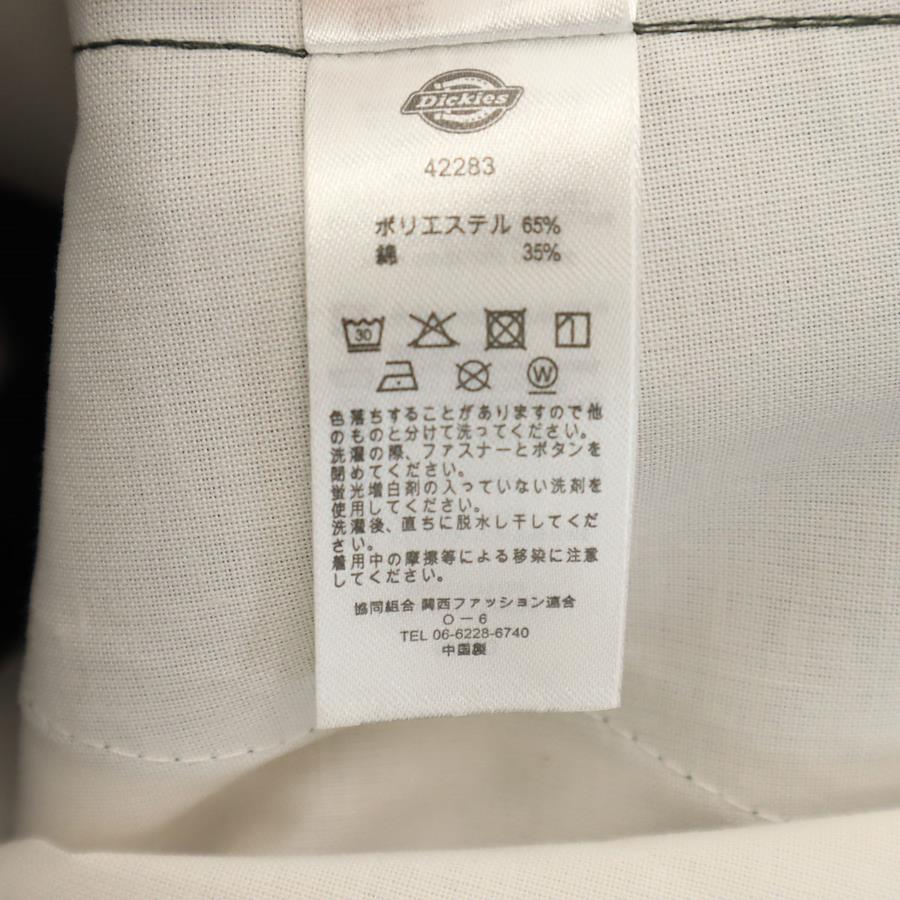 Dickies
42283
ポリエステル 65%
綿 35%
30 1
W
色落ちすることがありますので他
のものと分けて洗ってください。
洗濯の際、ファスナーとボタンを
閉めてください。
蛍光増白剤の入っていない洗剤を
使用してください。
洗濯後、直ちに脱水し干してくだ
さい。
着用中の摩擦等による移染に注意
してください。
協同組合 関西ファッション連合
O－6
TEL 06-6228-6740
中国製